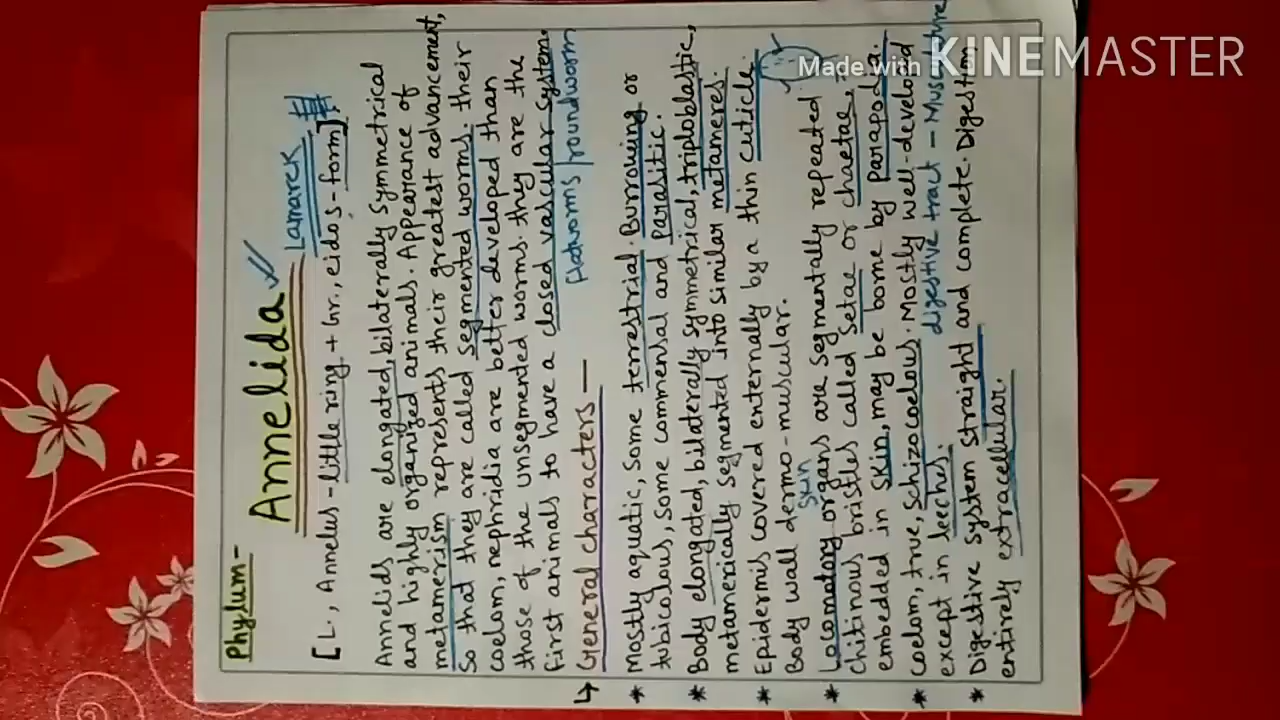 Phylum-
Annelida
Lamarck
[L., Annelus-little ring + Gr., eidos-form].
Annelids are elongated, bilaterally symmetrical
and highly organized animals. Appearance of
metamerism represents their greatest advancement,
So that they are called segmented worms. their
coelom, nephridia are better developed than
those of the unsegmented worms. they are the
first animals to have a closed vascular system.
flatworms/roundworm
↳ General characters —
* Mostly aquatic, some terrestrial. Burrowing or
tubicolous, some commensal and parasitic.
* Body elongated, bilaterally symmetrical, triploblastic,
metamerically segmented into similar metameres
* Epidermis covered externally by a thin cuticle.
Body wall dermo-muscular.
skin
* Locomatory organs are segmentally repeated
chitinous bristles called setae or chaetae,
embedded in skin, may be borne by parapodia.
* Coelom, true, schizocoelous. Mostly well-developed
except in leeches.
digestive tract - Musculature
* Digestive system straight and complete. Digestion
entirely extracellular.
Made with KINEMASTER